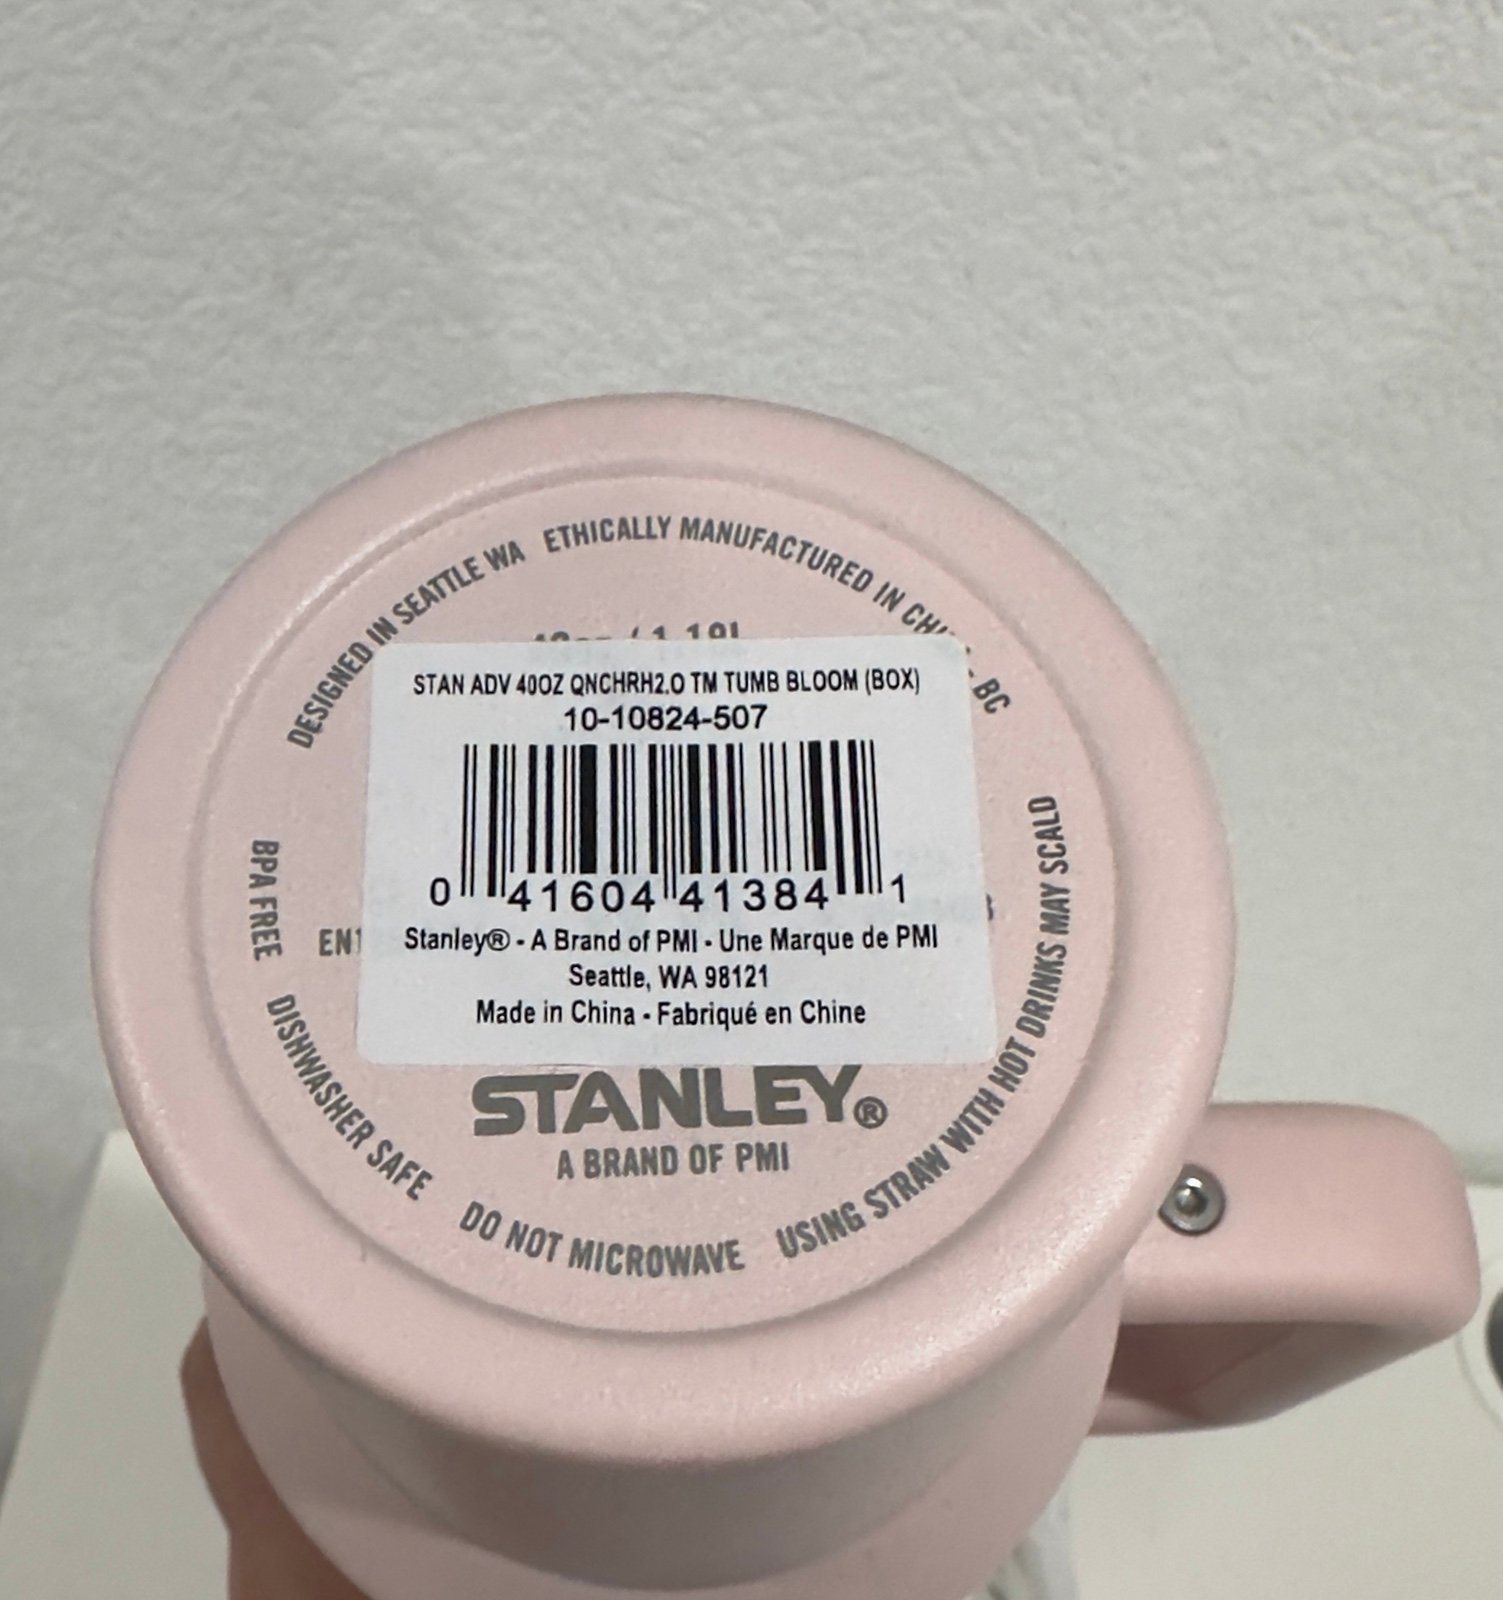 DESIGNED IN SEATTLE WA
ETHICALLY MANUFACTURED IN
BC
1.18L
STAN ADV 40OZ QNCHRH2.O TM TUMB BLOOM (BOX)
10-10824-507
0 41604 41384 1
Stanley® - A Brand of PMI - Une Marque de PMI
Seattle, WA 98121
Made in China - Fabriqué en Chine
STANLEY®
A BRAND OF PMI
BPA FREE
DISHWASHER SAFE
DO NOT MICROWAVE
USING STRAW WITH HOT DRINKS MAY SCALD